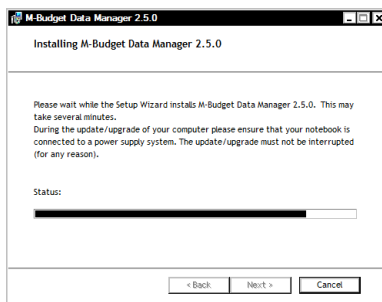 M-Budget Data Manager 2.5.0
Installing M-Budget Data Manager 2.5.0
Please wait while the Setup Wizard installs M-Budget Data Manager 2.5.0. This may
take several minutes.
During the update/upgrade of your computer please ensure that your notebook is
connected to a power supply system. The update/upgrade must not be interrupted
(for any reason).
Status:
< Back Next > Cancel